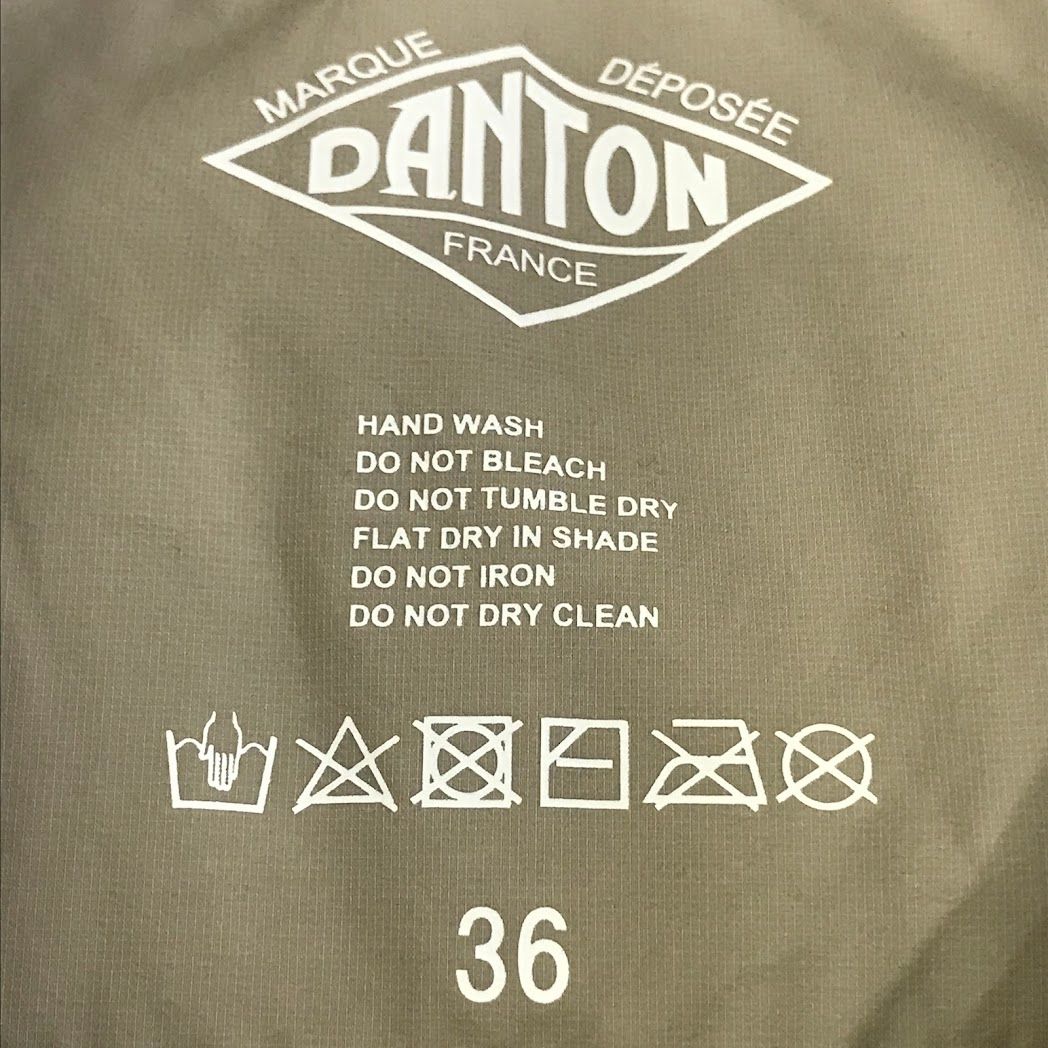 MARQUE DÉPOSÉE
DANTON
FRANCE
HAND WASH
DO NOT BLEACH
DO NOT TUMBLE DRY
FLAT DRY IN SHADE
DO NOT IRON
DO NOT DRY CLEAN
36